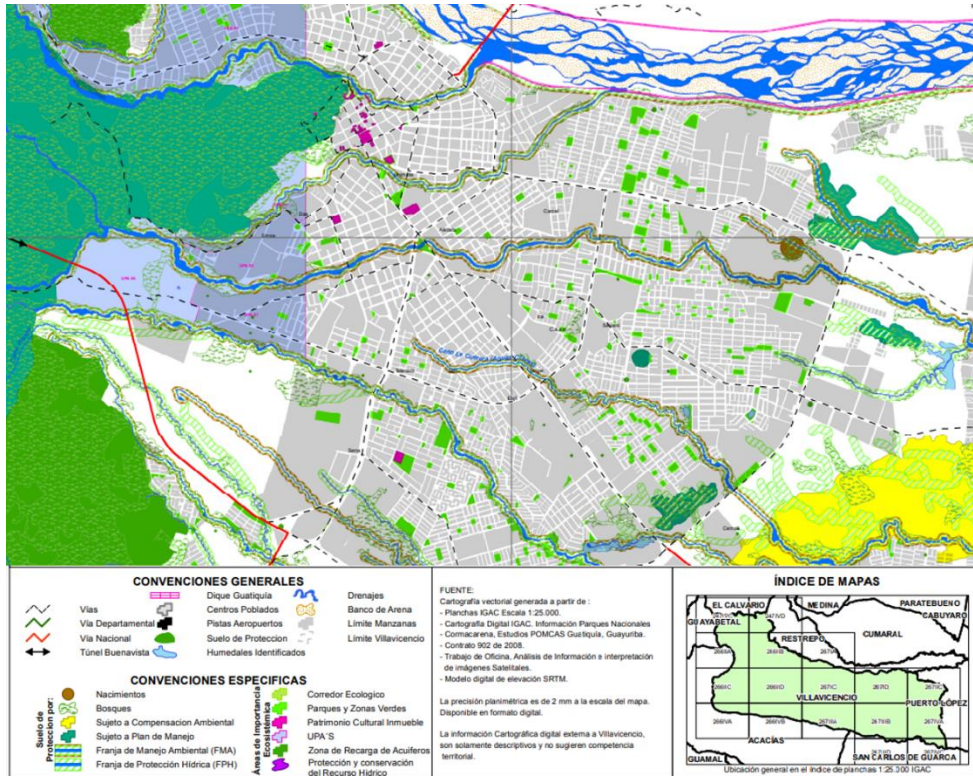 Caño La Cuerera (Aguas
CONVENCIONES GENERALES
Vías
Vía Departamental
Vía Nacional
Túnel Buenavista
Dique Guatiquía
Centros Poblados
Pistas Aeropuertos
Suelo de Proteccion
Humedales Identificados
Drenajes
Banco de Arena
Límite Manzanas
Límite Villavicencio
CONVENCIONES ESPECIFICAS
Suelo de
Protección por:
Nacimientos
Bosques
Sujeto a Compensacion Ambiental
Sujeto a Plan de Manejo
Franja de Manejo Ambiental (FMA)
Franja de Protección Hídrica (FPH)
Áreas de Importancia
Ecosistémica
Corredor Ecologico
Parques y Zonas Verdes
Patrimonio Cultural Inmueble
UPA´S
Zona de Recarga de Acuiferos
Protección y conservación
del Recurso Hídrico
FUENTE:
Cartografía vectorial generada a partir de :
- Planchas IGAC Escala 1:25.000.
- Cartografía Digital IGAC. Información Parques Nacionales
- Cormacarena, Estudios POMCAS Guatiquía, Guayuriba.
- Contrato 902 de 2008.
- Trabajo de Oficina, Análisis de Información e interpretación
de imágenes Satelitales.
- Modelo digital de elevación SRTM.
La precisión planimétrica es de 2 mm a la escala del mapa.
Disponible en formato digital.
La información Cartográfica digital externa a Villavicencio,
son solamente descriptivos y no sugieren competencia
territorial.
ÍNDICE DE MAPAS
EL CALVARIO
MEDINA
PARATEBUENO
CABUYARO
GUAYABETAL
RESTREPO
CUMARAL
VILLAVICENCIO
PUERTO LÓPEZ
ACACÍAS
GUAMAL
SAN CARLOS DE GUAROA
Ubicación general en el índice de planchas 1:25.000 IGAC